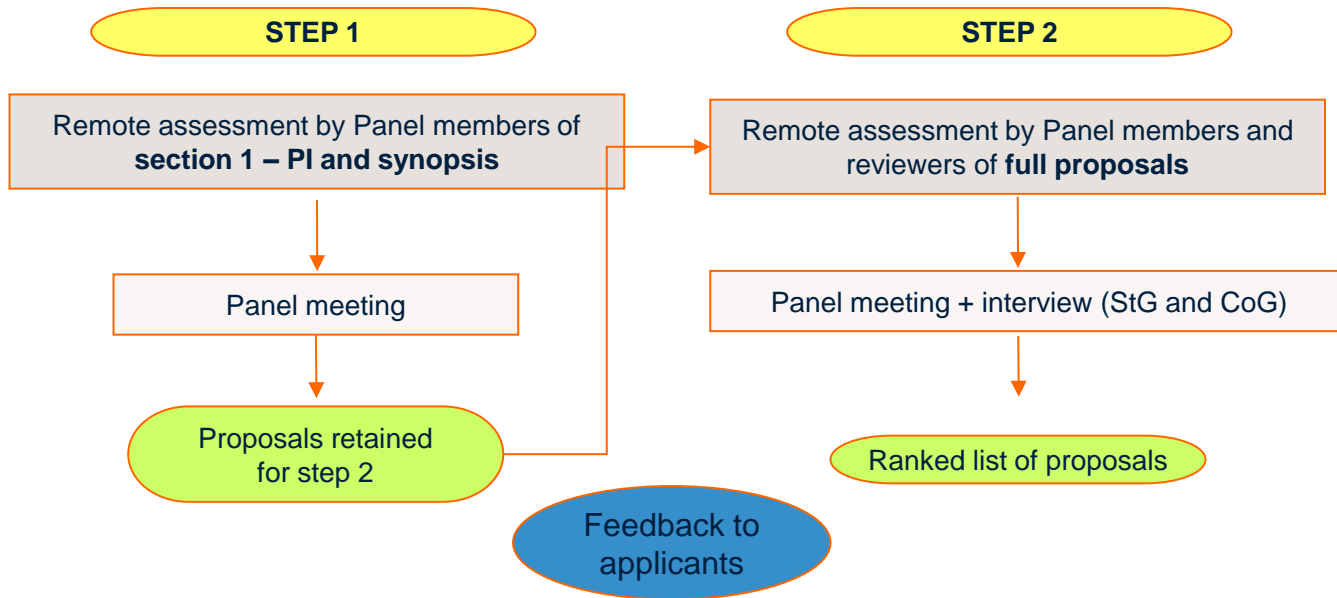 STEP 1
Remote assessment by Panel members of
section 1 – PI and synopsis
Panel meeting
Proposals retained
for step 2
STEP 2
Remote assessment by Panel members and
reviewers of full proposals
Panel meeting + interview (StG and CoG)
Ranked list of proposals
Feedback to
applicants